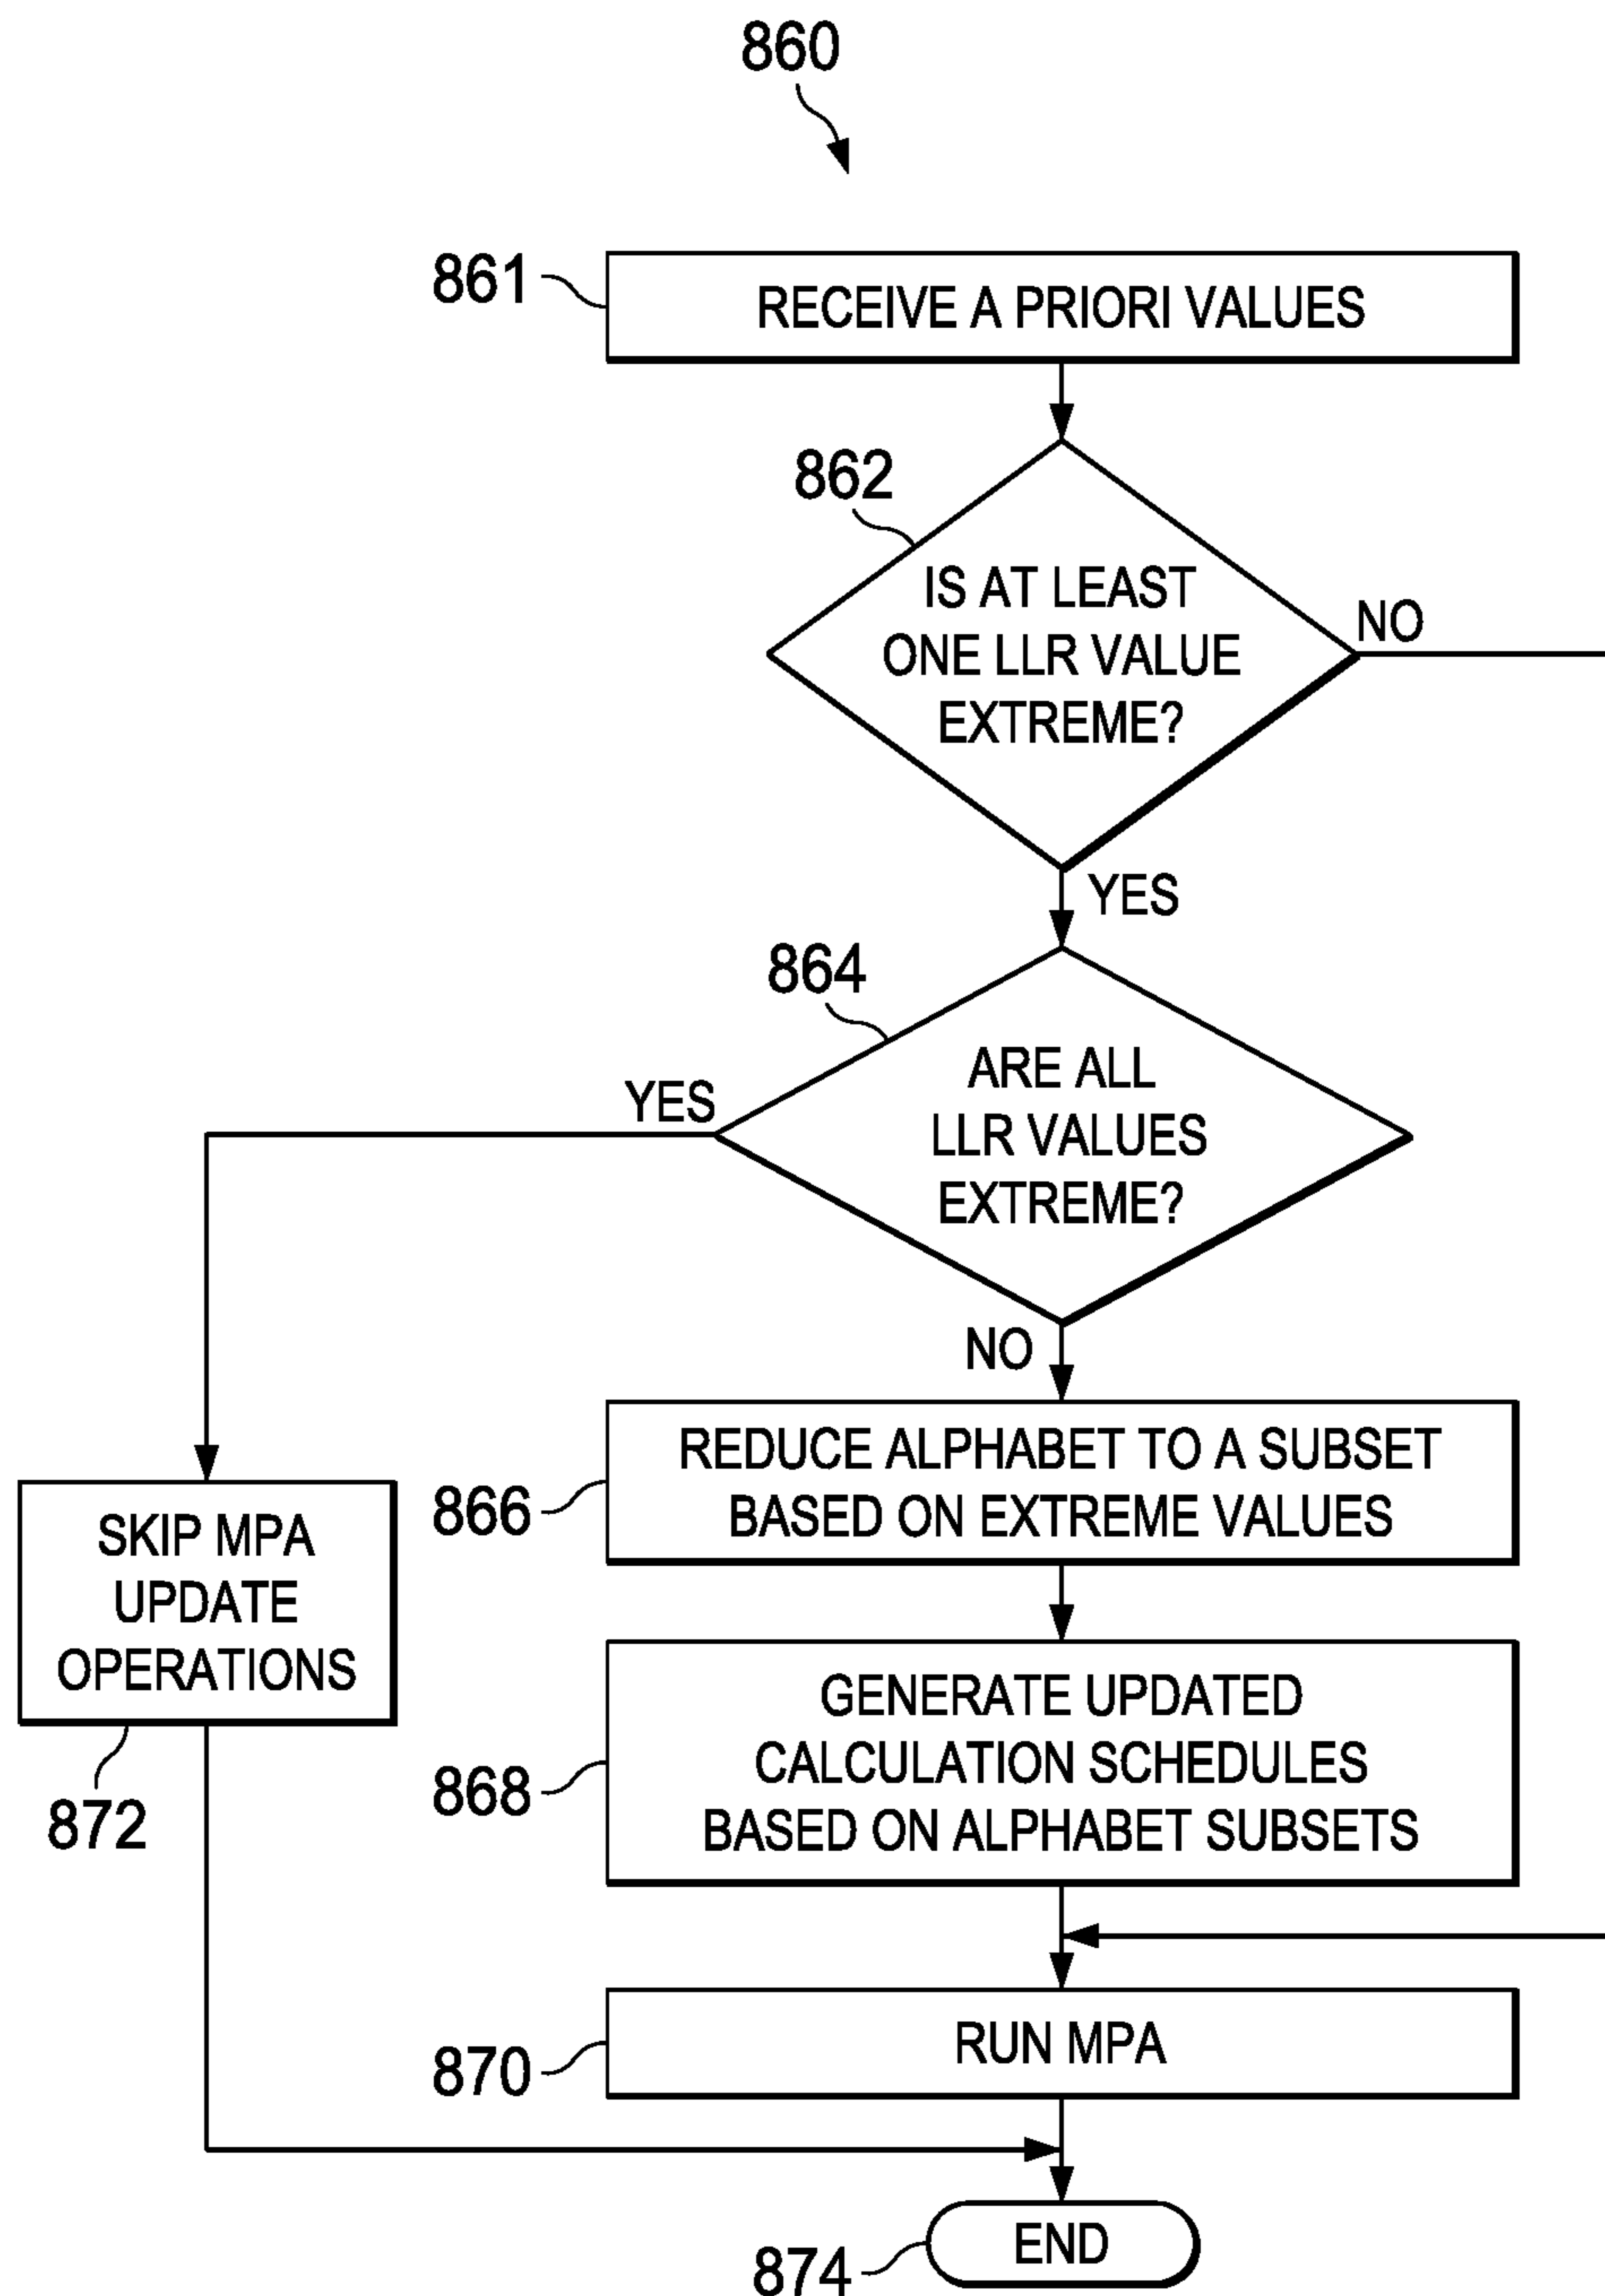 860
861
RECEIVE A PRIORI VALUES
862
IS AT LEAST
ONE LLR VALUE
EXTREME?
NO
YES
864
ARE ALL
LLR VALUES
EXTREME?
YES
NO
866
REDUCE ALPHABET TO A SUBSET
BASED ON EXTREME VALUES
SKIP MPA
UPDATE
OPERATIONS
872
868
GENERATE UPDATED
CALCULATION SCHEDULES
BASED ON ALPHABET SUBSETS
870
RUN MPA
874
END